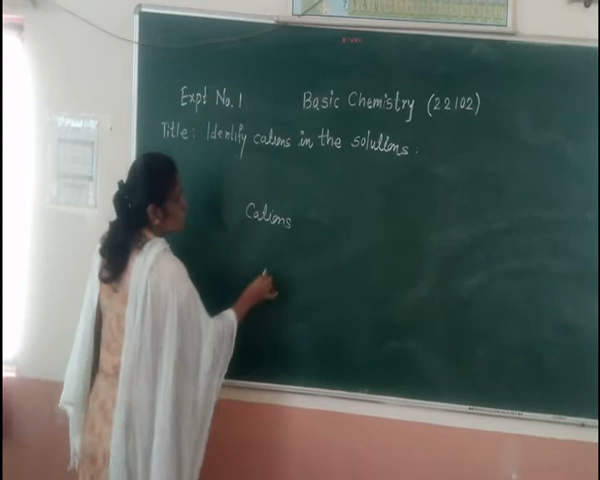 Expt No. 1 Basic Chemistry (22102)
Title: Identify cations in the solutions.
Cations